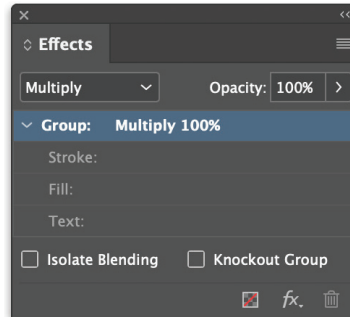 Effects
Multiply Opacity: 100%
Group: Multiply 100%
Stroke:
Fill:
Text:
Isolate Blending Knockout Group
fx.